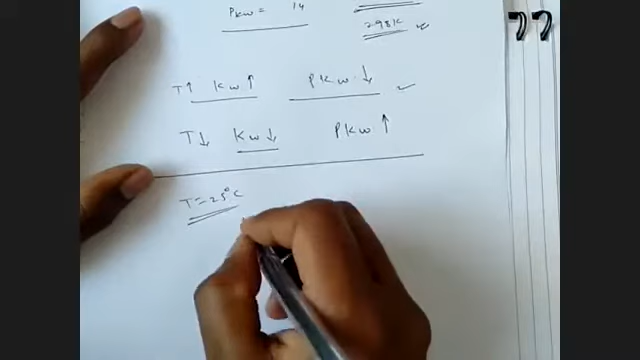 PKw = 14
298K
T↑ Kw↑ PKw ↓
T↓ Kw↓ PKw ↑
T = 25°C